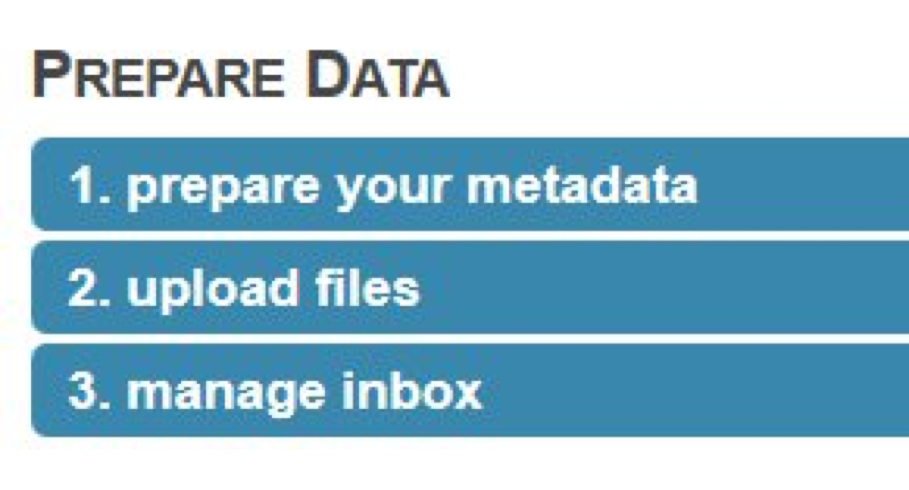 Prepare Data
1. prepare your metadata
2. upload files
3. manage inbox